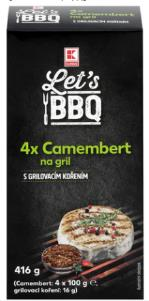 K
Let's
BBQ
4x Camembert
na gril
S GRILOVACÍM KOŘENÍM
416 g
(Camembert: 4 x 100 g e
grilovací koření: 16 g)